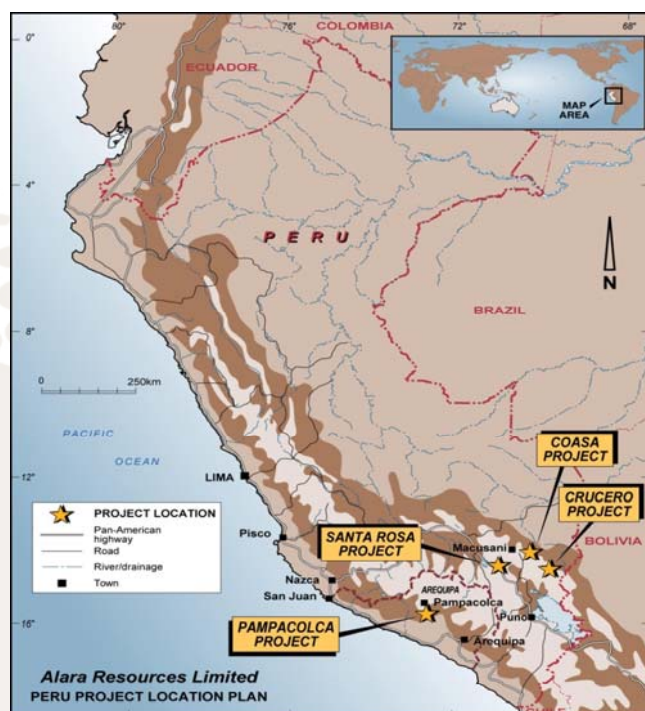 80
76
72
68
COLOMBIA
0°
ECUADOR
MAP
AREA
4°
PERU
N
BRAZIL
8°
0 250km
PACIFIC
OCEAN
COASA
PROJECT
12°
LIMA
CRUCERO
PROJECT
PROJECT LOCATION
Pan-American
highway
Road
River/drainage
Town
Pisco
SANTA ROSA
PROJECT
Macusani
BOLIVIA
Nazca
San Juan
AREQUIPA
Pampacolca
Puno
16°
PAMPACOLCA
PROJECT
Arequipa
Alara Resources Limited
PERU PROJECT LOCATION PLAN
CHILE